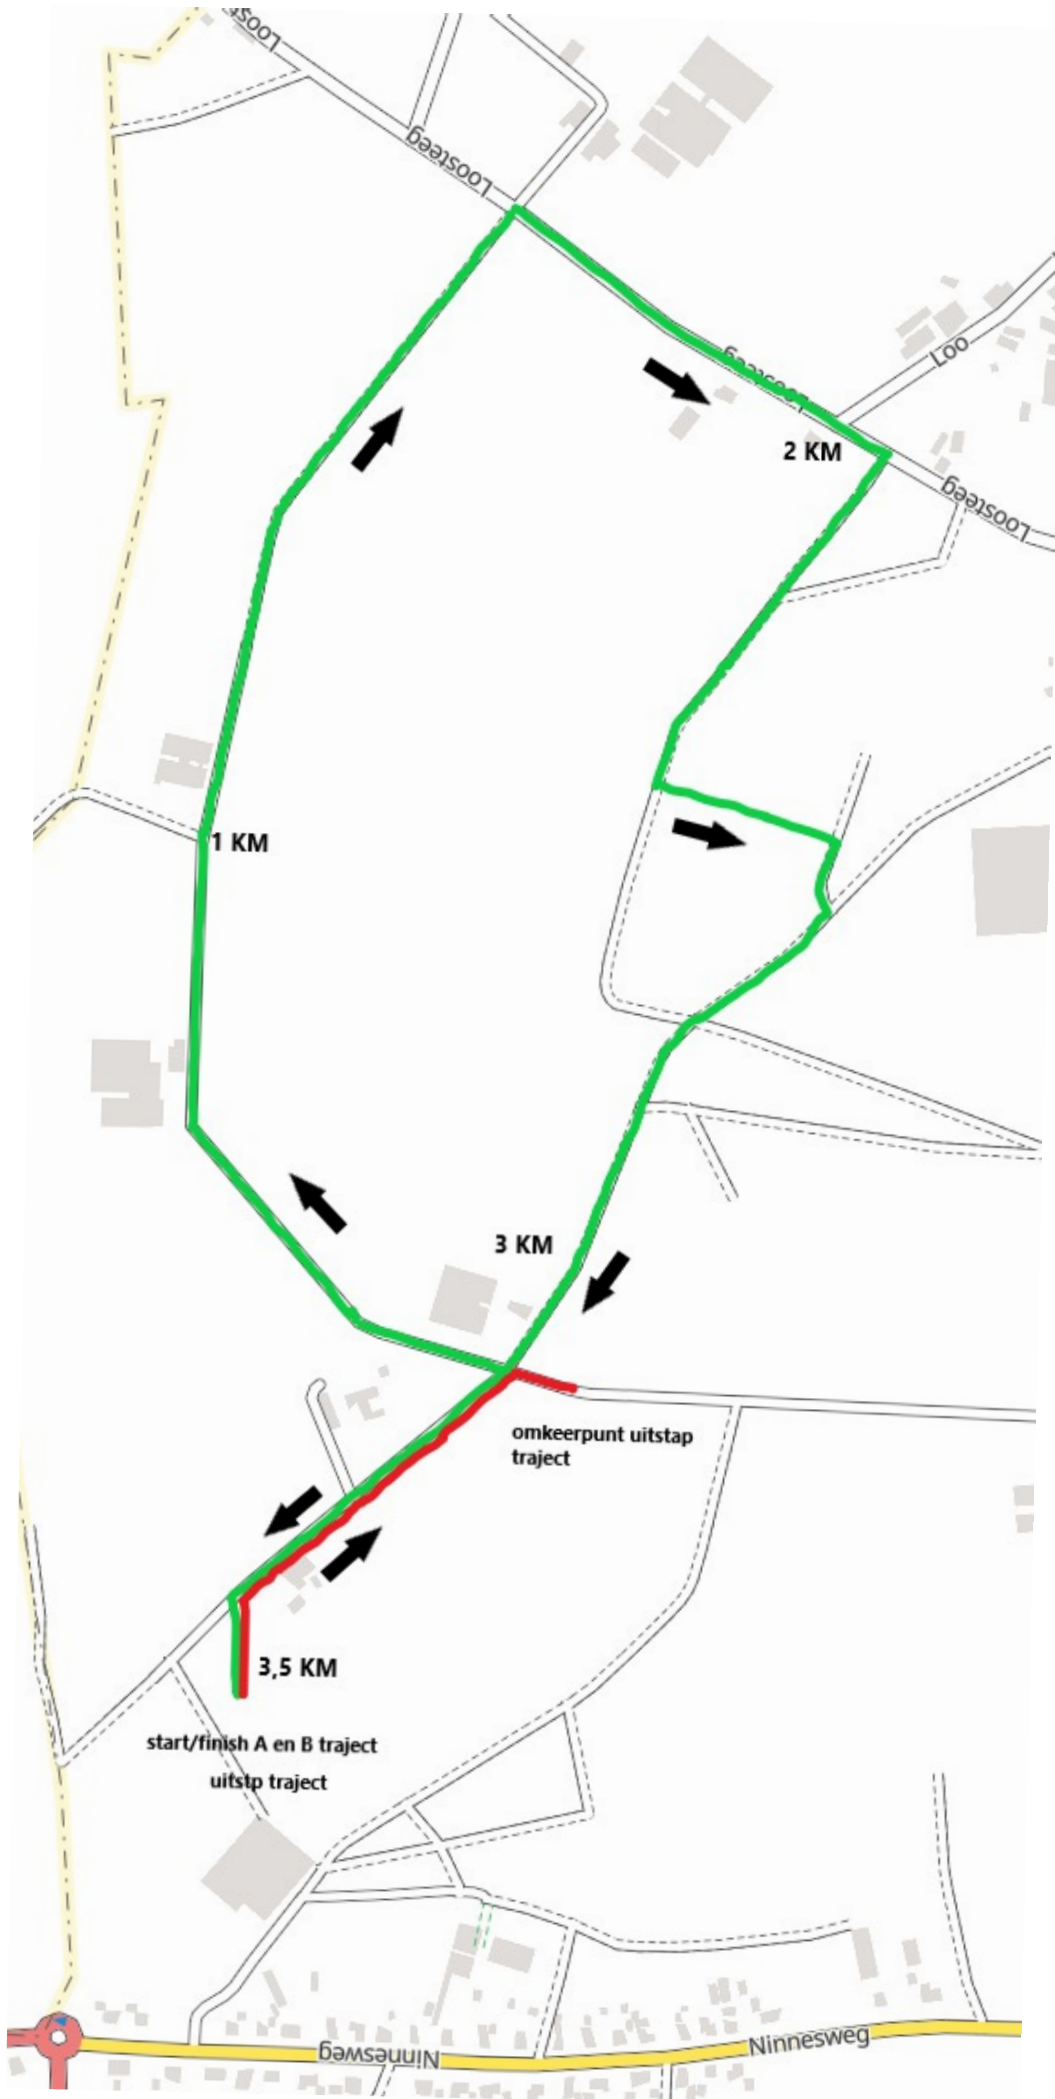 Loost
Loosteeg
Loosteeg
Loo
2 KM
Loosteeg
1 KM
3 KM
omkeerpunt uitstap
traject
3,5 KM
start/finish A en B traject
uitstp traject
Ninnesweg
Ninnesweg